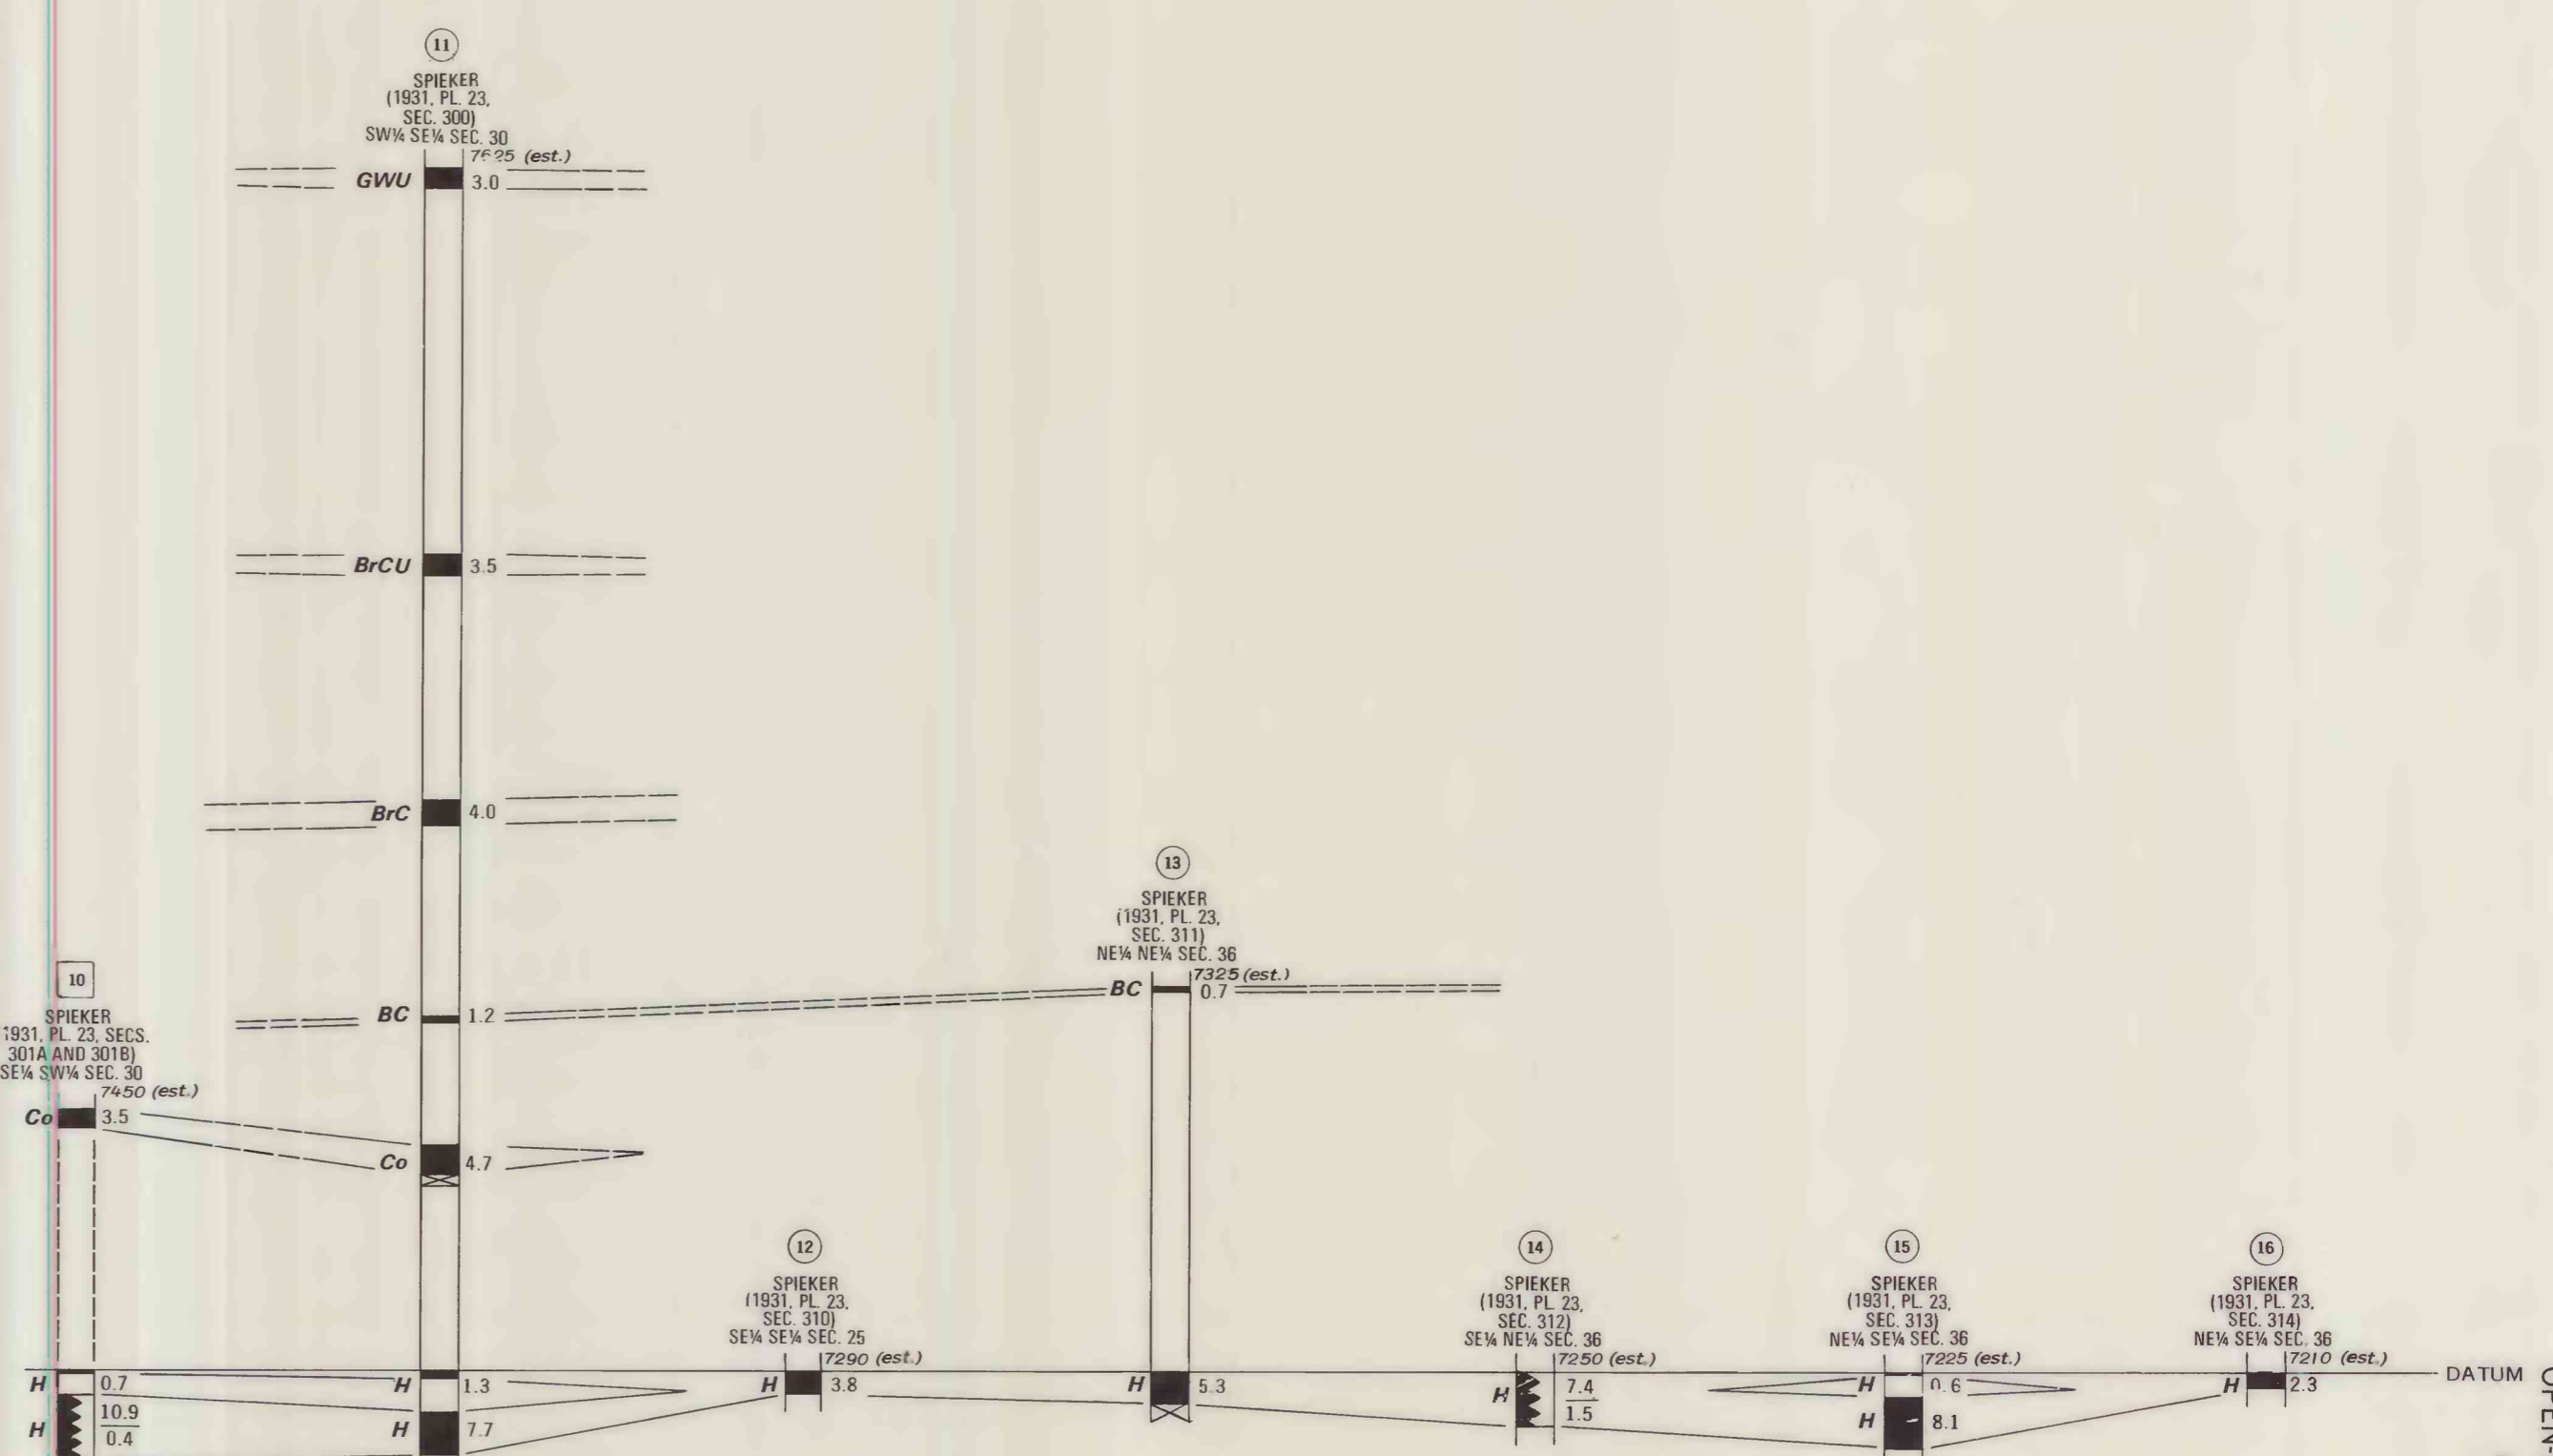 11
SPIEKER
(1931, PL. 23,
SEC. 300)
SW¼ SE¼ SEC. 30
7625 (est.)
GWU 3.0
BrCU 3.5
BrC 4.0
BC 1.2
Co 4.7
H 1.3
H 7.7
10
SPIEKER
1931, PL. 23, SECS.
301A AND 301B)
SE¼ SW¼ SEC. 30
7450 (est.)
Co 3.5
H 0.7
H 10.9
0.4
12
SPIEKER
(1931, PL. 23,
SEC. 310)
SE¼ SE¼ SEC. 25
7290 (est.)
H 3.8
13
SPIEKER
(1931, PL. 23,
SEC. 311)
NE¼ NE¼ SEC. 36
7325 (est.)
BC 0.7
H 5.3
14
SPIEKER
(1931, PL. 23,
SEC. 312)
SE¼ NE¼ SEC. 36
7250 (est.)
H 7.4
1.5
15
SPIEKER
(1931, PL. 23,
SEC. 313)
NE¼ SE¼ SEC. 36
7225 (est.)
H 0.6
H 8.1
16
SPIEKER
(1931, PL. 23,
SEC. 314)
NE¼ SE¼ SEC. 36
7210 (est.)
H 2.3
DATUM
OPEN-